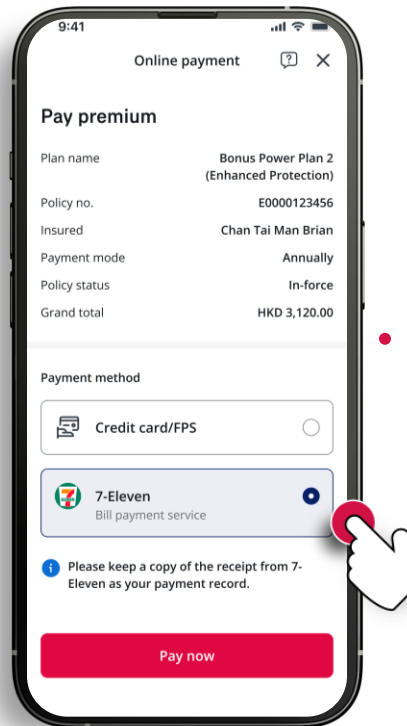 9:41
Online payment
Pay premium
Plan name Bonus Power Plan 2
(Enhanced Protection)
Policy no. E0000123456
Insured Chan Tai Man Brian
Payment mode Annually
Policy status In-force
Grand total HKD 3,120.00
Payment method
Credit card/FPS
7-Eleven
Bill payment service
Please keep a copy of the receipt from 7-
Eleven as your payment record.
Pay now